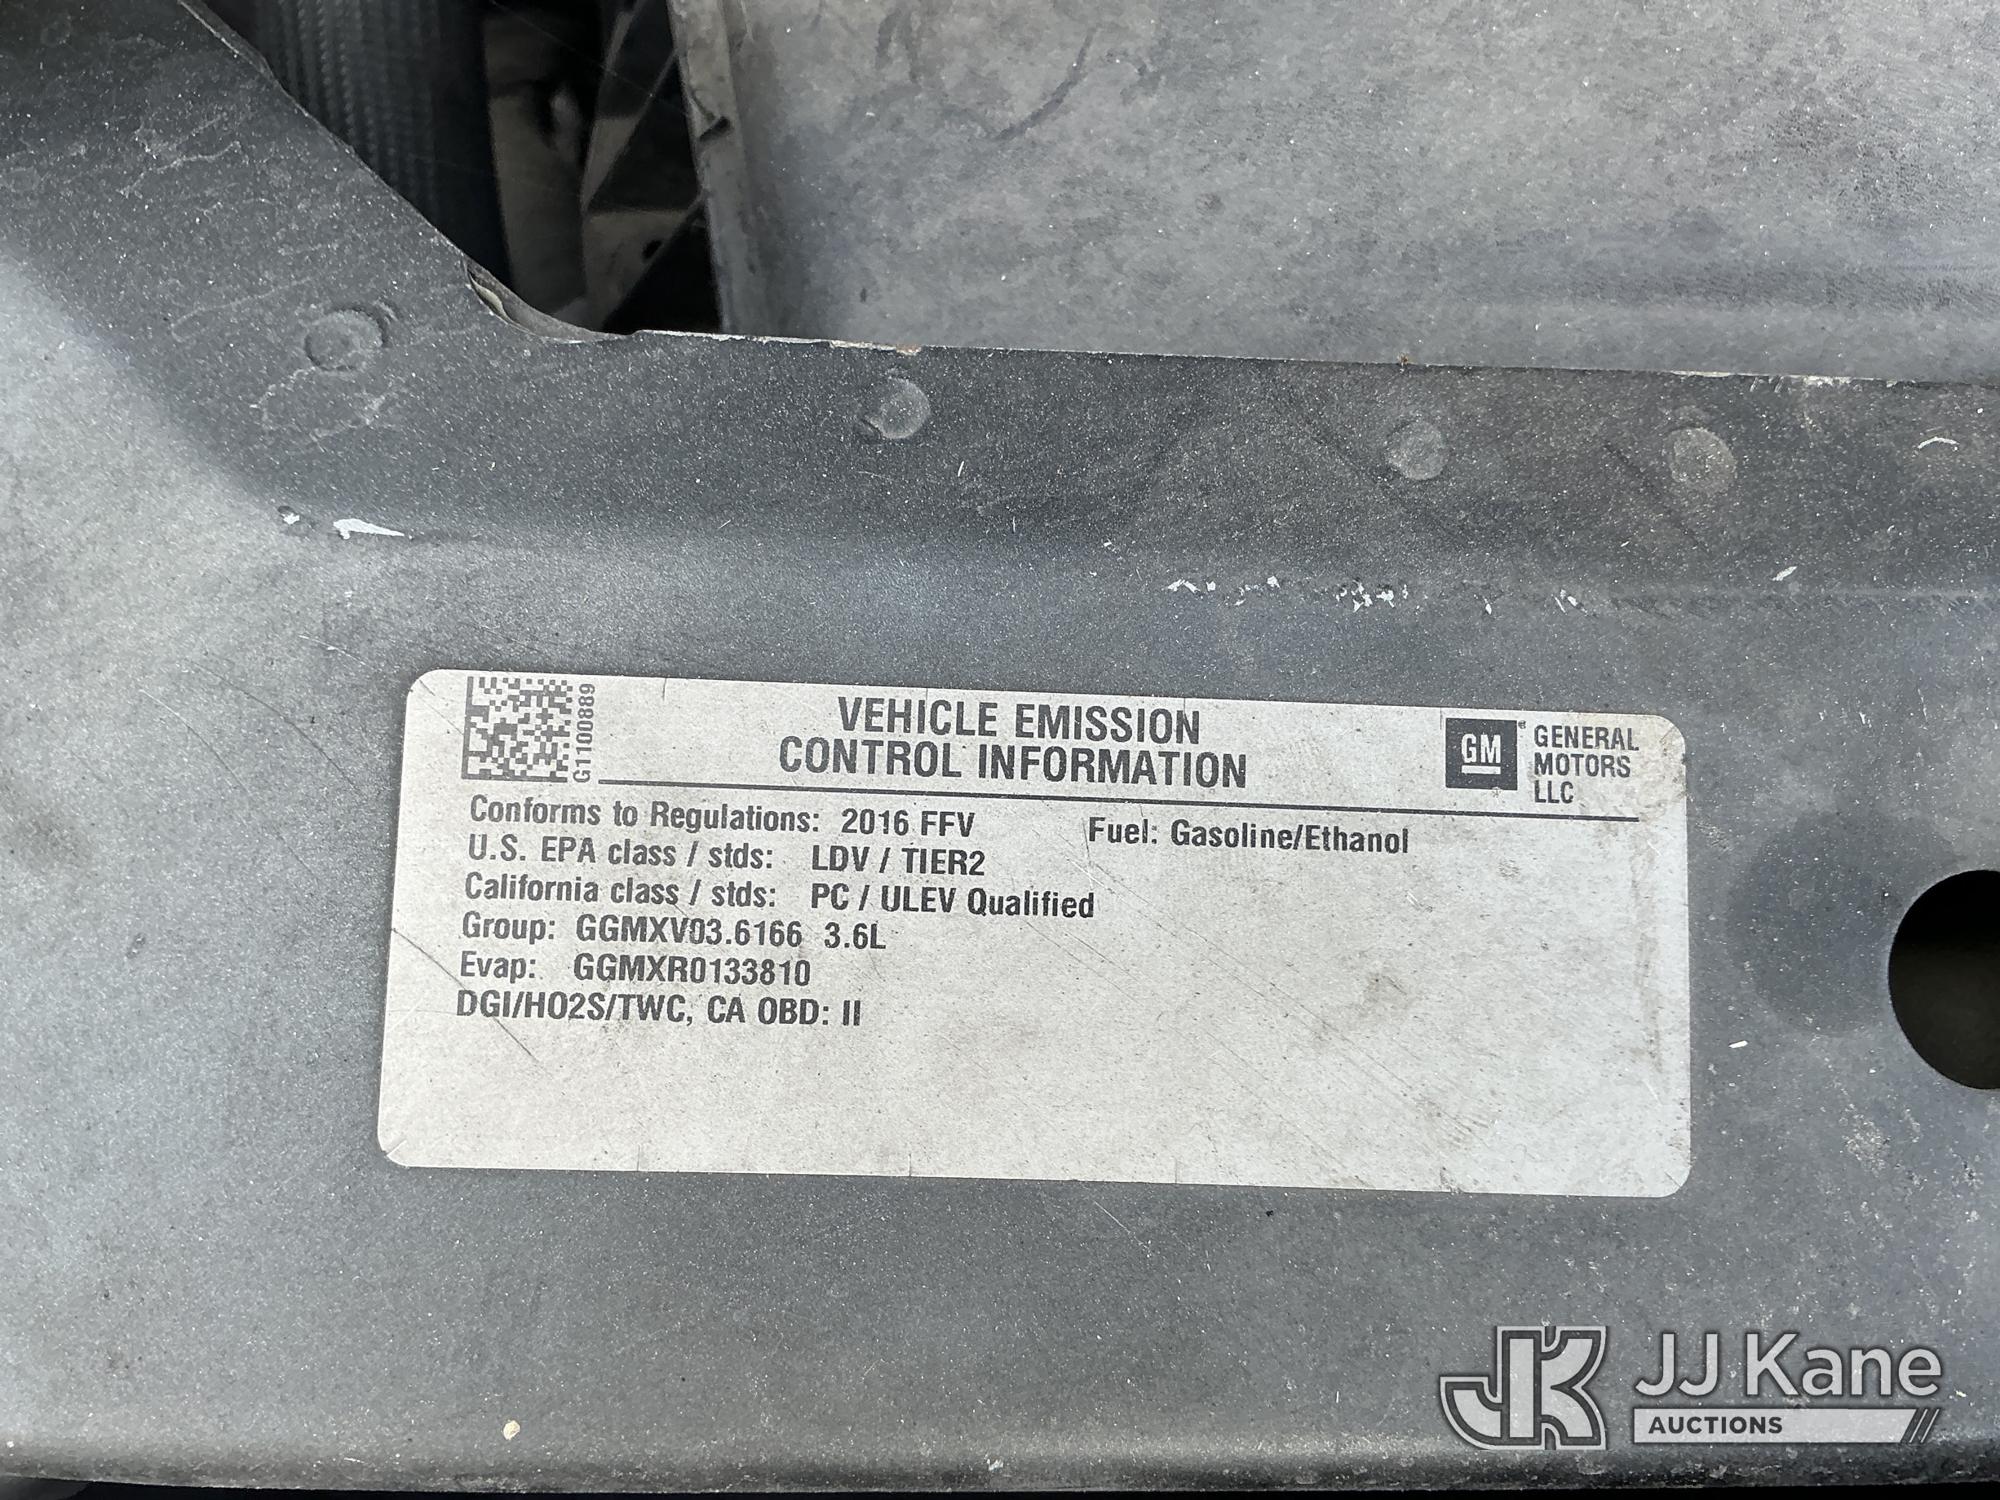 G1100889
VEHICLE EMISSION
CONTROL INFORMATION
GM
GENERAL
MOTORS
LLC
Conforms to Regulations: 2016 FFV
Fuel: Gasoline/Ethanol
U.S. EPA class / stds: LDV / TIER2
California class / stds: PC / ULEV Qualified
Group: GGMXV03.6166 3.6L
Evap: GGMXR0133810
DGI/HO2S/TWC, CA OBD: II
JK
JJ Kane
AUCTIONS